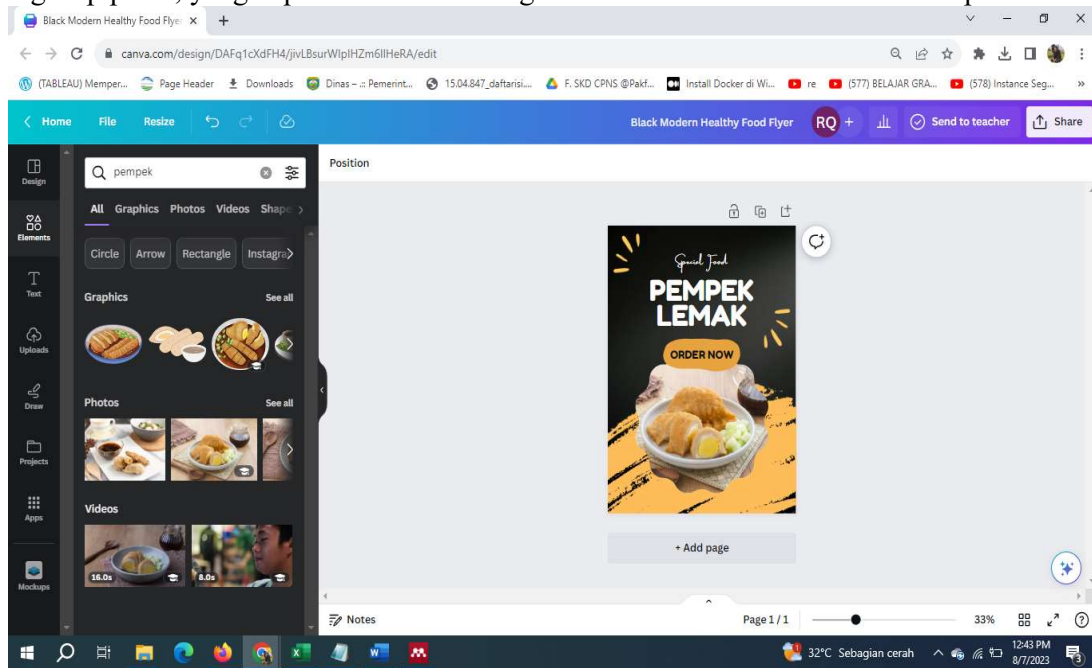 Black Modern Healthy Food Flye
canva.com/design/DAFq1cXdFH4/jivLBsurWIpIHZm6IIHeRA/edit
(TABLEAU) Memper...
Page Header
Downloads
Dinas – .:: Pemerint...
15.04.847_daftarisi....
F. SKD CPNS @Pakf...
Install Docker di Wi...
re
(577) BELAJAR GRA...
(578) Instance Seg...
»
Home
File
Resize
Black Modern Healthy Food Flyer
RQ
+
Send to teacher
Share
Design
Elements
Text
Uploads
Draw
Projects
Apps
Mockups
pempek
All Graphics Photos Videos Shape
Circle Arrow Rectangle Instagra
Graphics See all
Photos See all
Videos
16.0s
8.0s
Position
Special Food
PEMPEK
LEMAK
ORDER NOW
+ Add page
Notes
Page 1 / 1
33%
32°C Sebagian cerah
12:43 PM
8/7/2023